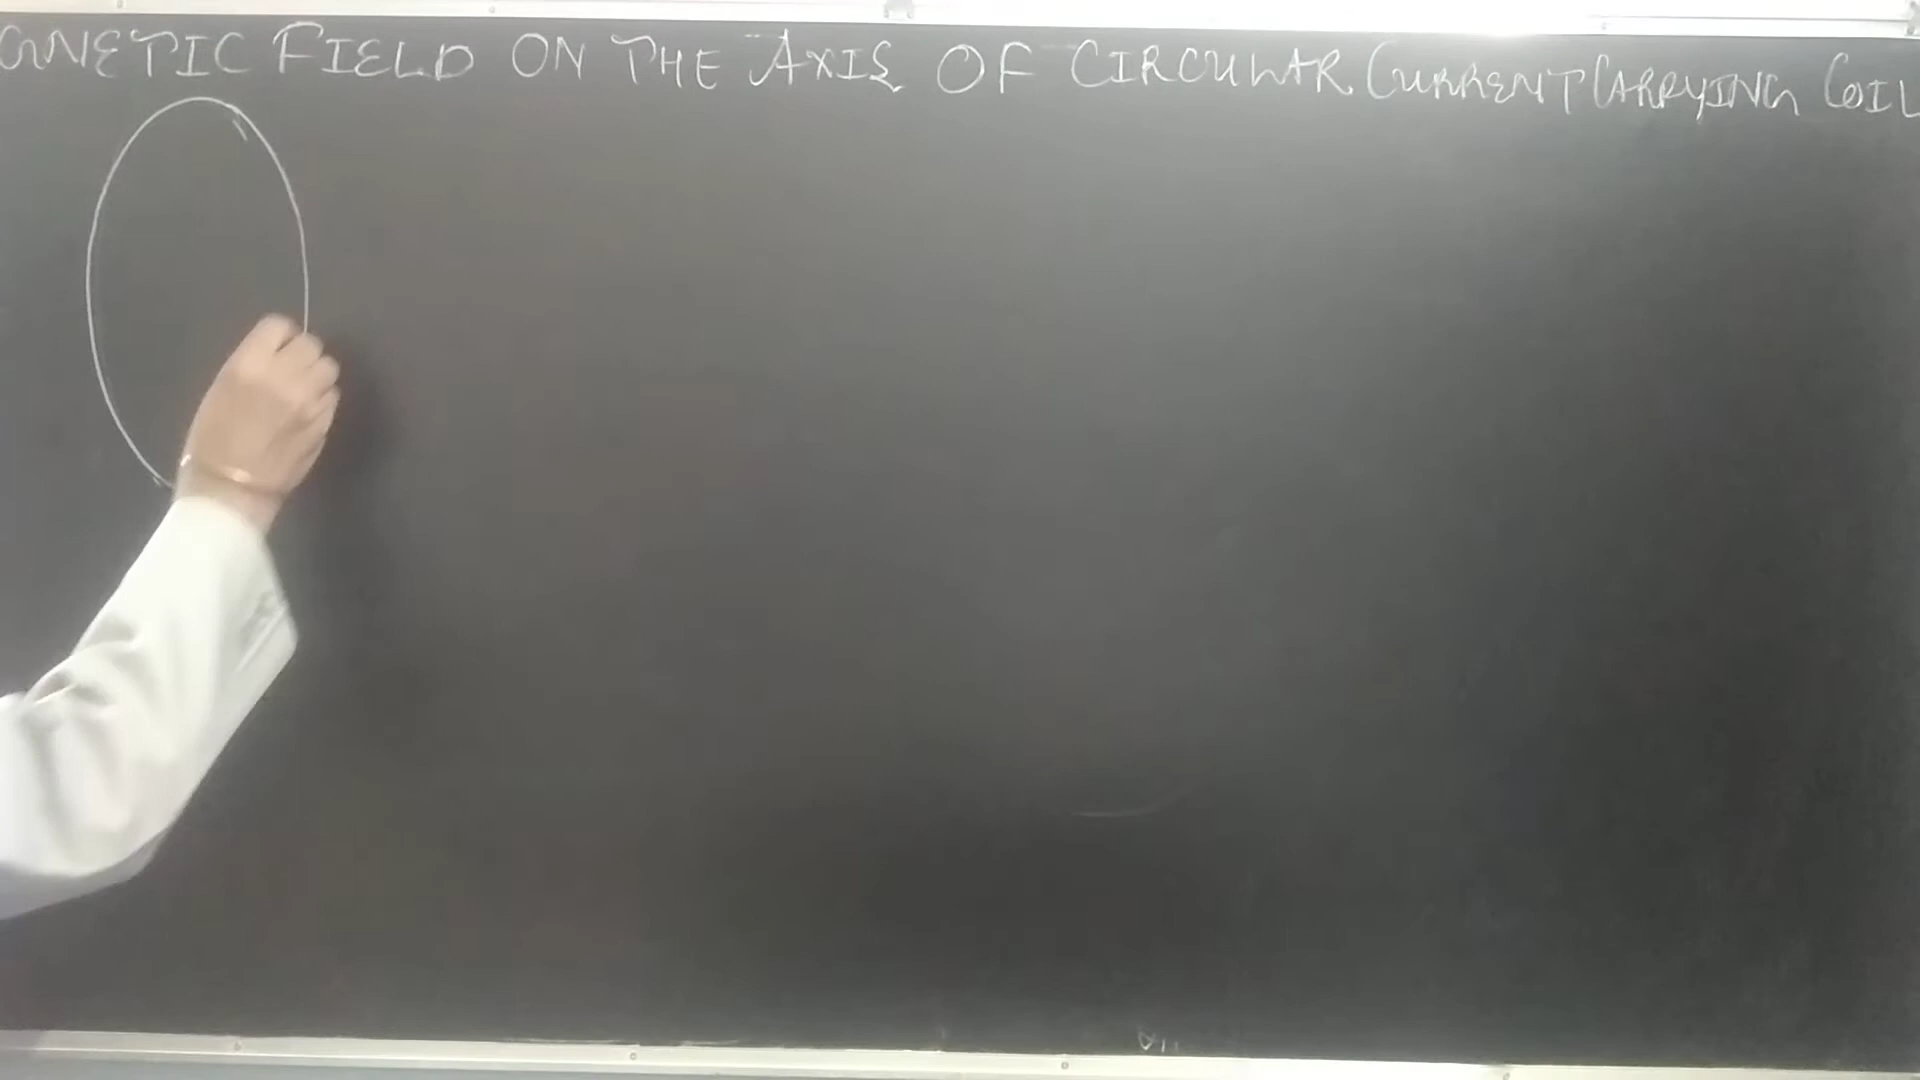 GNETIC FIELD ON THE AXIS OF CIRCULAR CURRENT CARRYING COIL